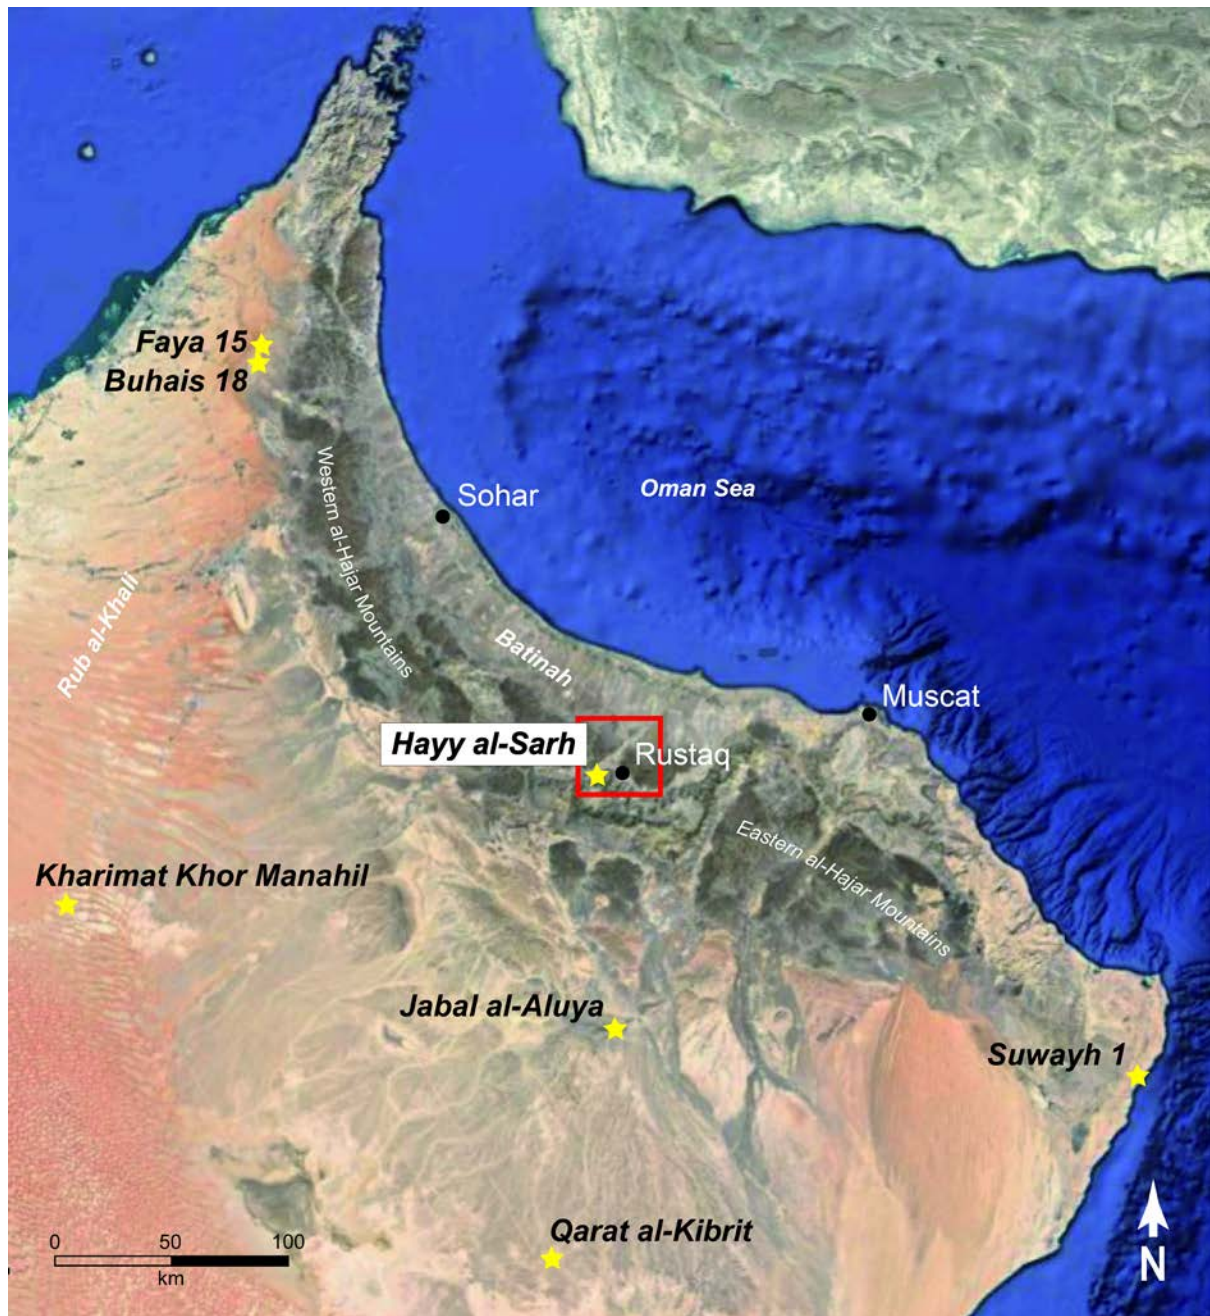 Faya 15
Buhais 18
Sohar
Oman Sea
Western al-Hajar Mountains
Rub al-Khali
Batinah
Muscat
Hayy al-Sarh
Rustaq
Eastern al-Hajar Mountains
Kharimat Khor Manahil
Jabal al-Aluya
Suwayh 1
Qarat al-Kibrit
0 50 100
km
N